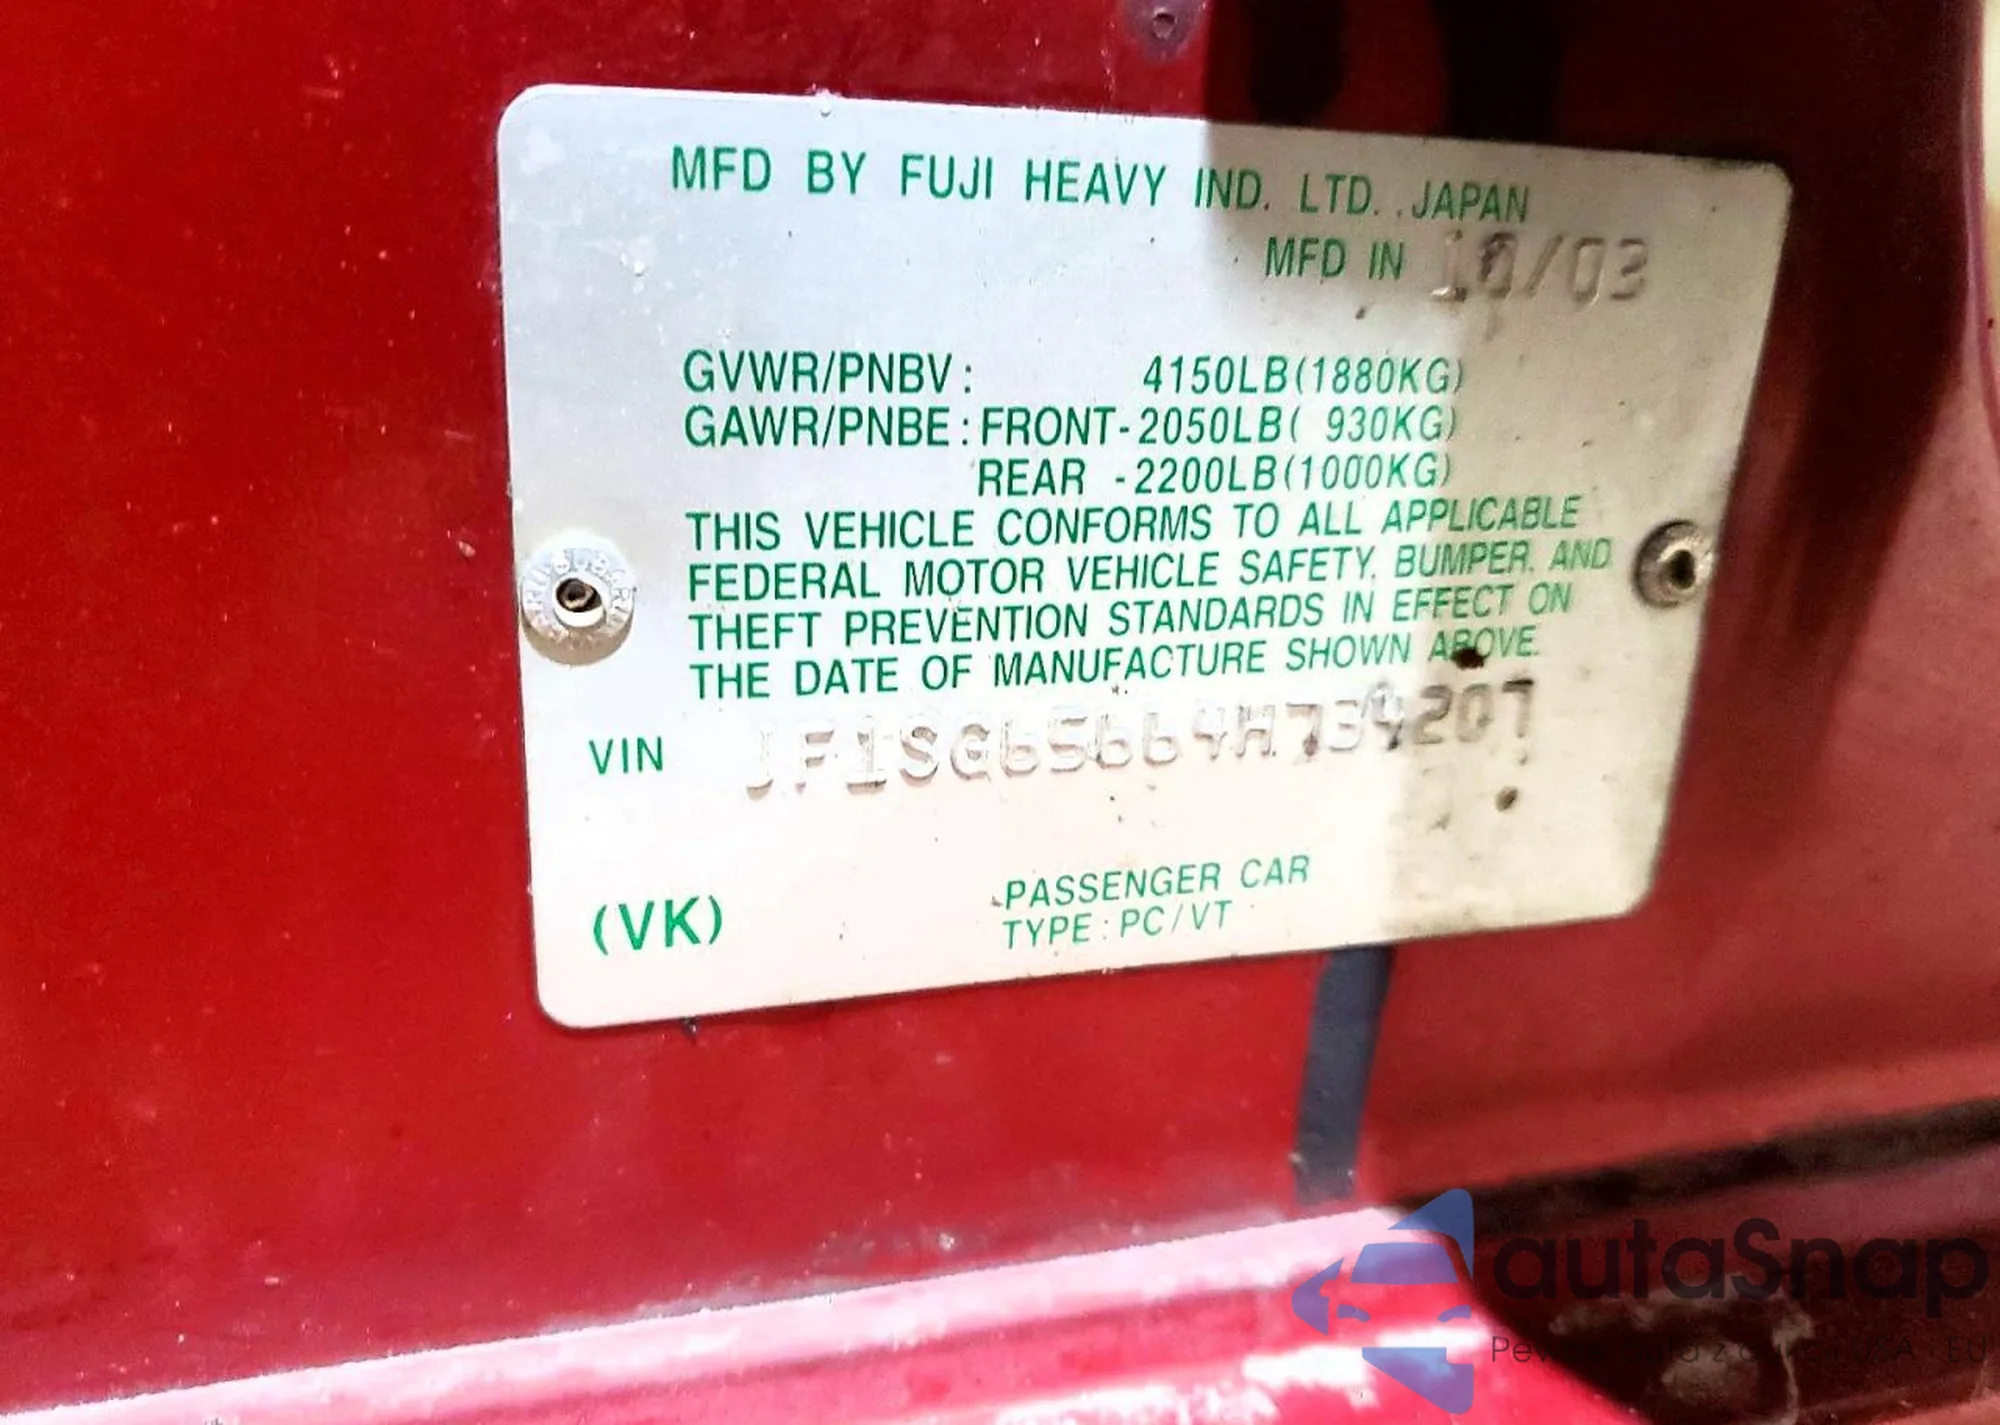 MFD BY FUJI HEAVY IND. LTD. .JAPAN
MFD IN 10/03
GVWR/PNBV: 4150LB(1880KG)
GAWR/PNBE: FRONT-2050LB( 930KG)
REAR -2200LB(1000KG)
THIS VEHICLE CONFORMS TO ALL APPLICABLE
FEDERAL MOTOR VEHICLE SAFETY, BUMPER, AND
THEFT PREVENTION STANDARDS IN EFFECT ON
THE DATE OF MANUFACTURE SHOWN ABOVE.
VIN JF1SG65664H734207
(VK)
PASSENGER CAR
TYPE: PC/VT
autaSnap
EU